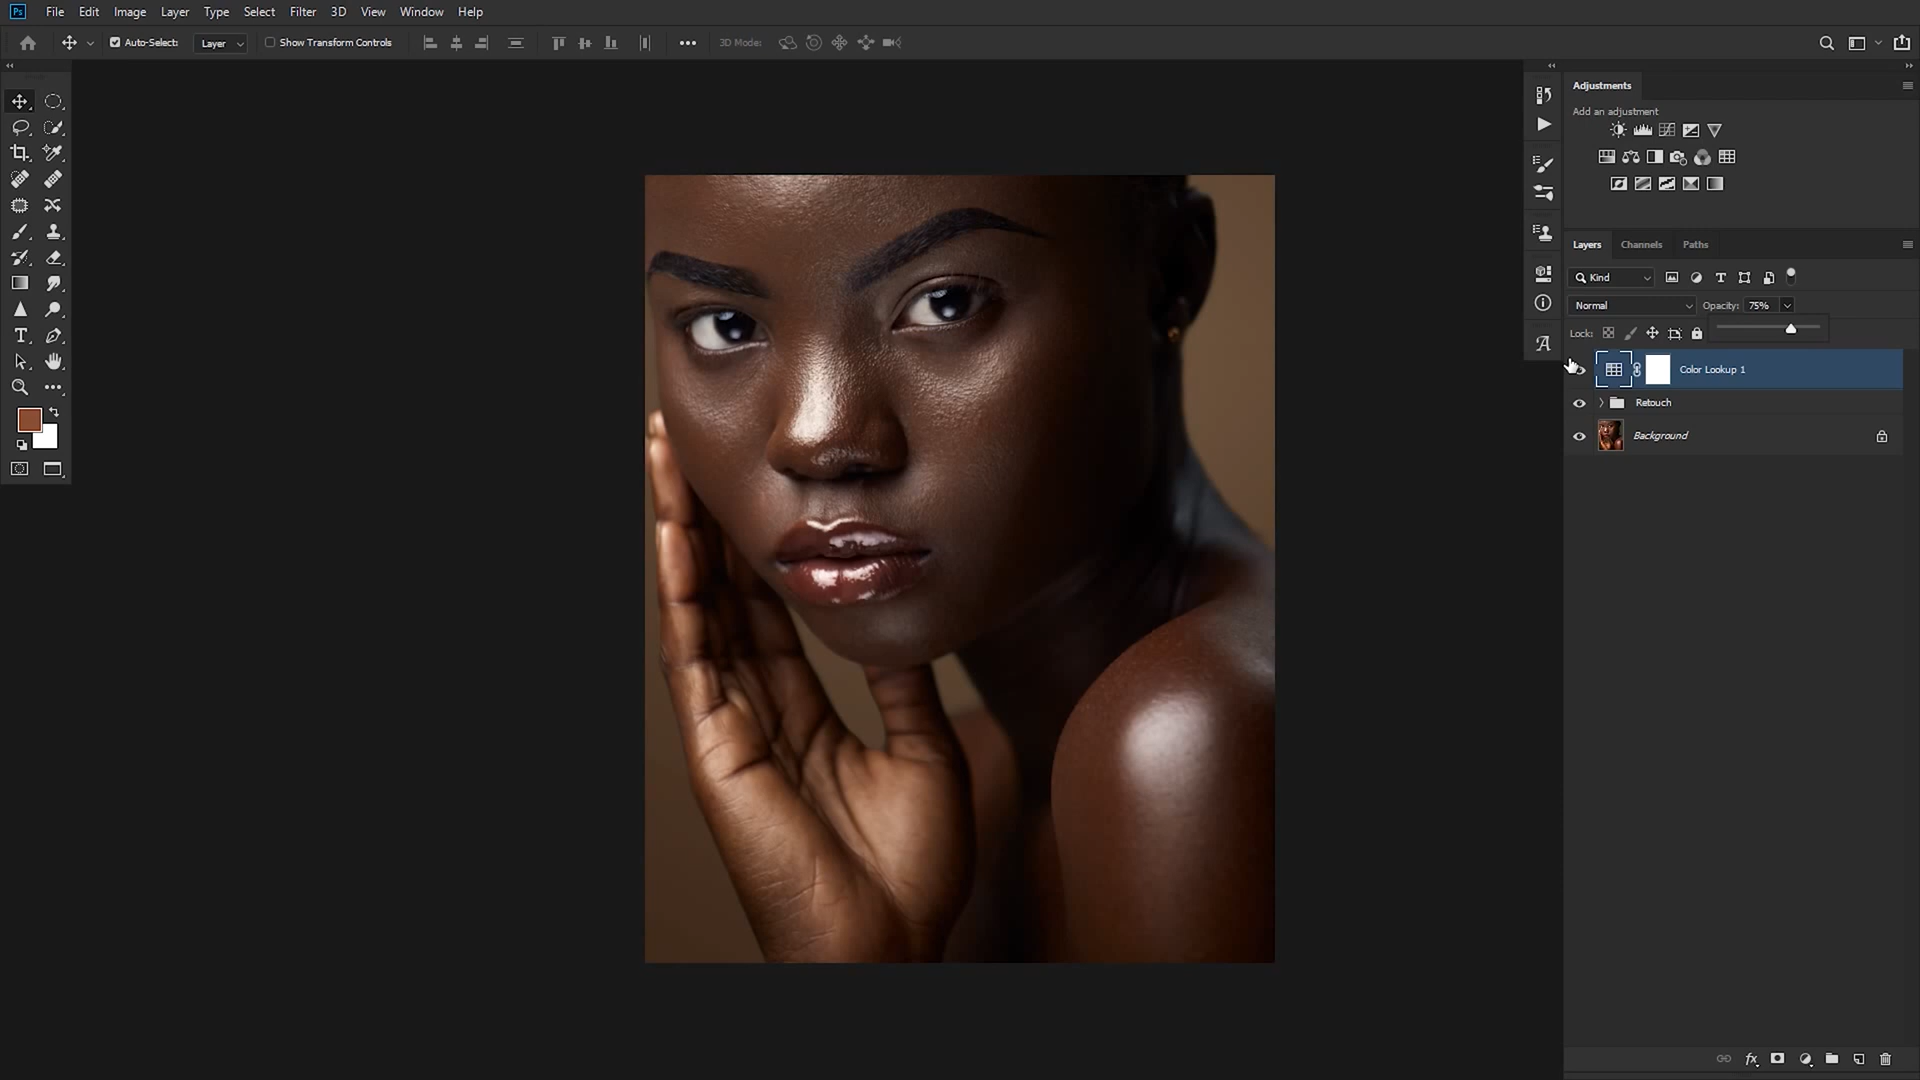 Ps File Edit Image Layer Type Select Filter 3D View Window Help
Auto-Select: Layer Show Transform Controls 3D Mode:
Adjustments
Add an adjustment
Layers Channels Paths
Kind
Normal Opacity: 75%
Lock:
Color Lookup 1
Retouch
Background